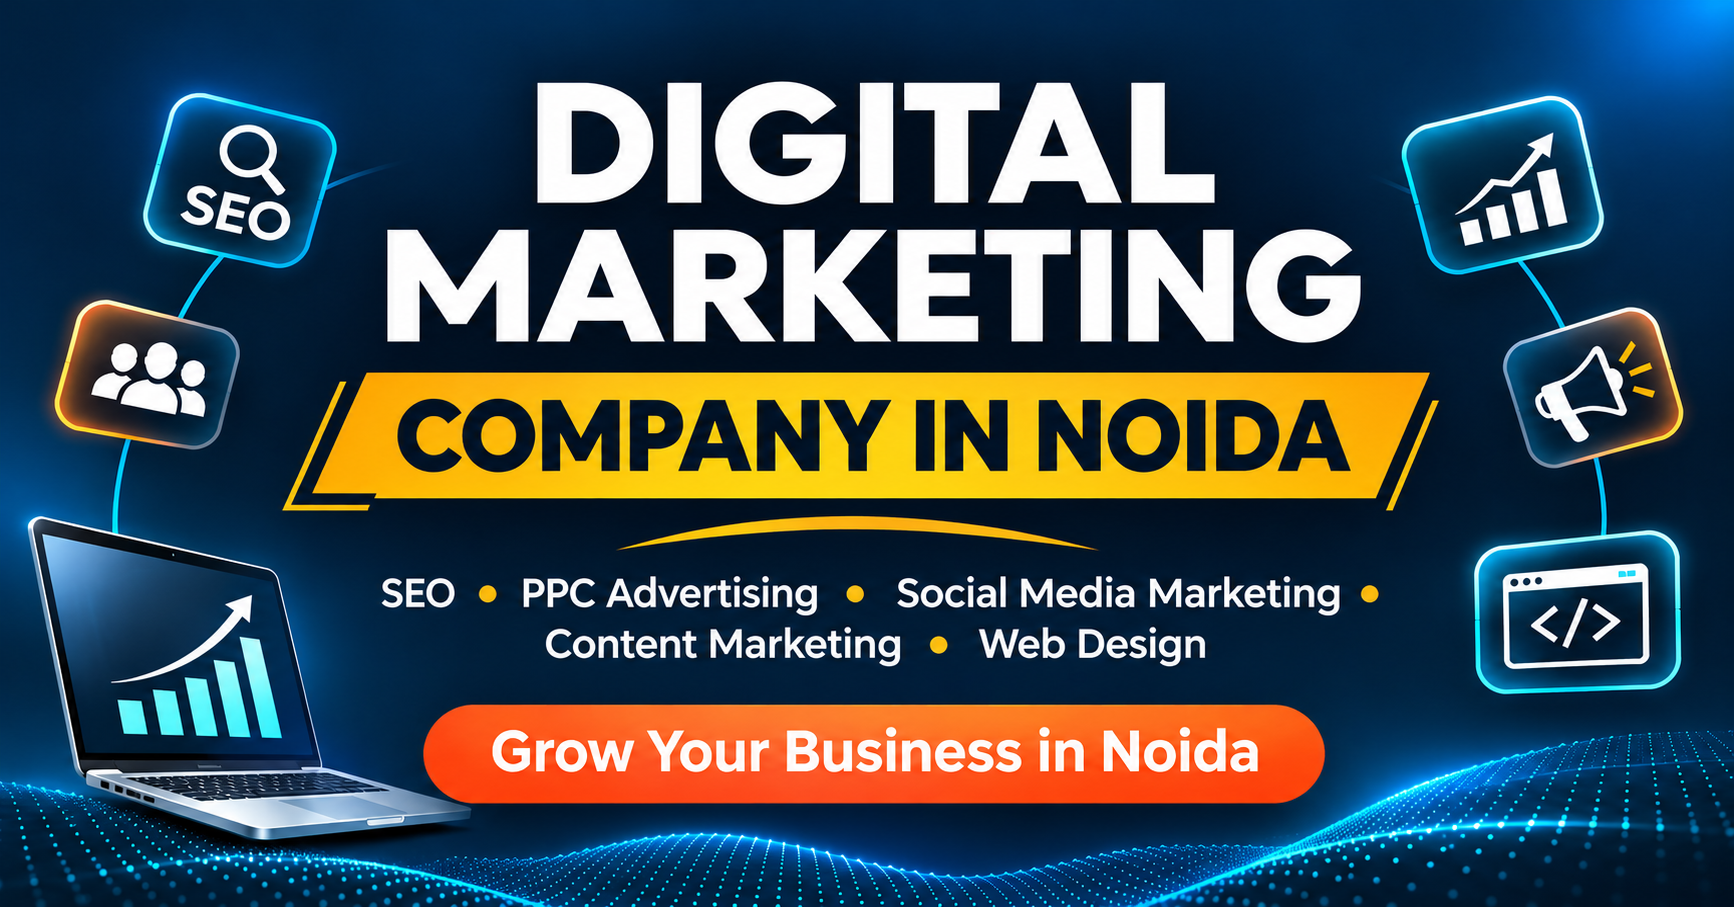 DIGITAL
MARKETING
COMPANY IN NOIDA
SEO
SEO • PPC Advertising • Social Media Marketing •
Content Marketing • Web Design
Grow Your Business in Noida